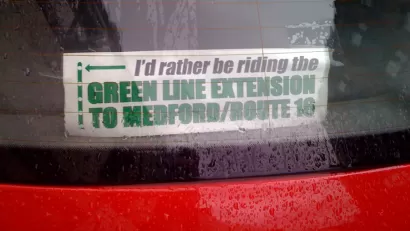 I'd rather be riding the
GREEN LINE EXTENSION
TO MEDFORD/ROUTE 16